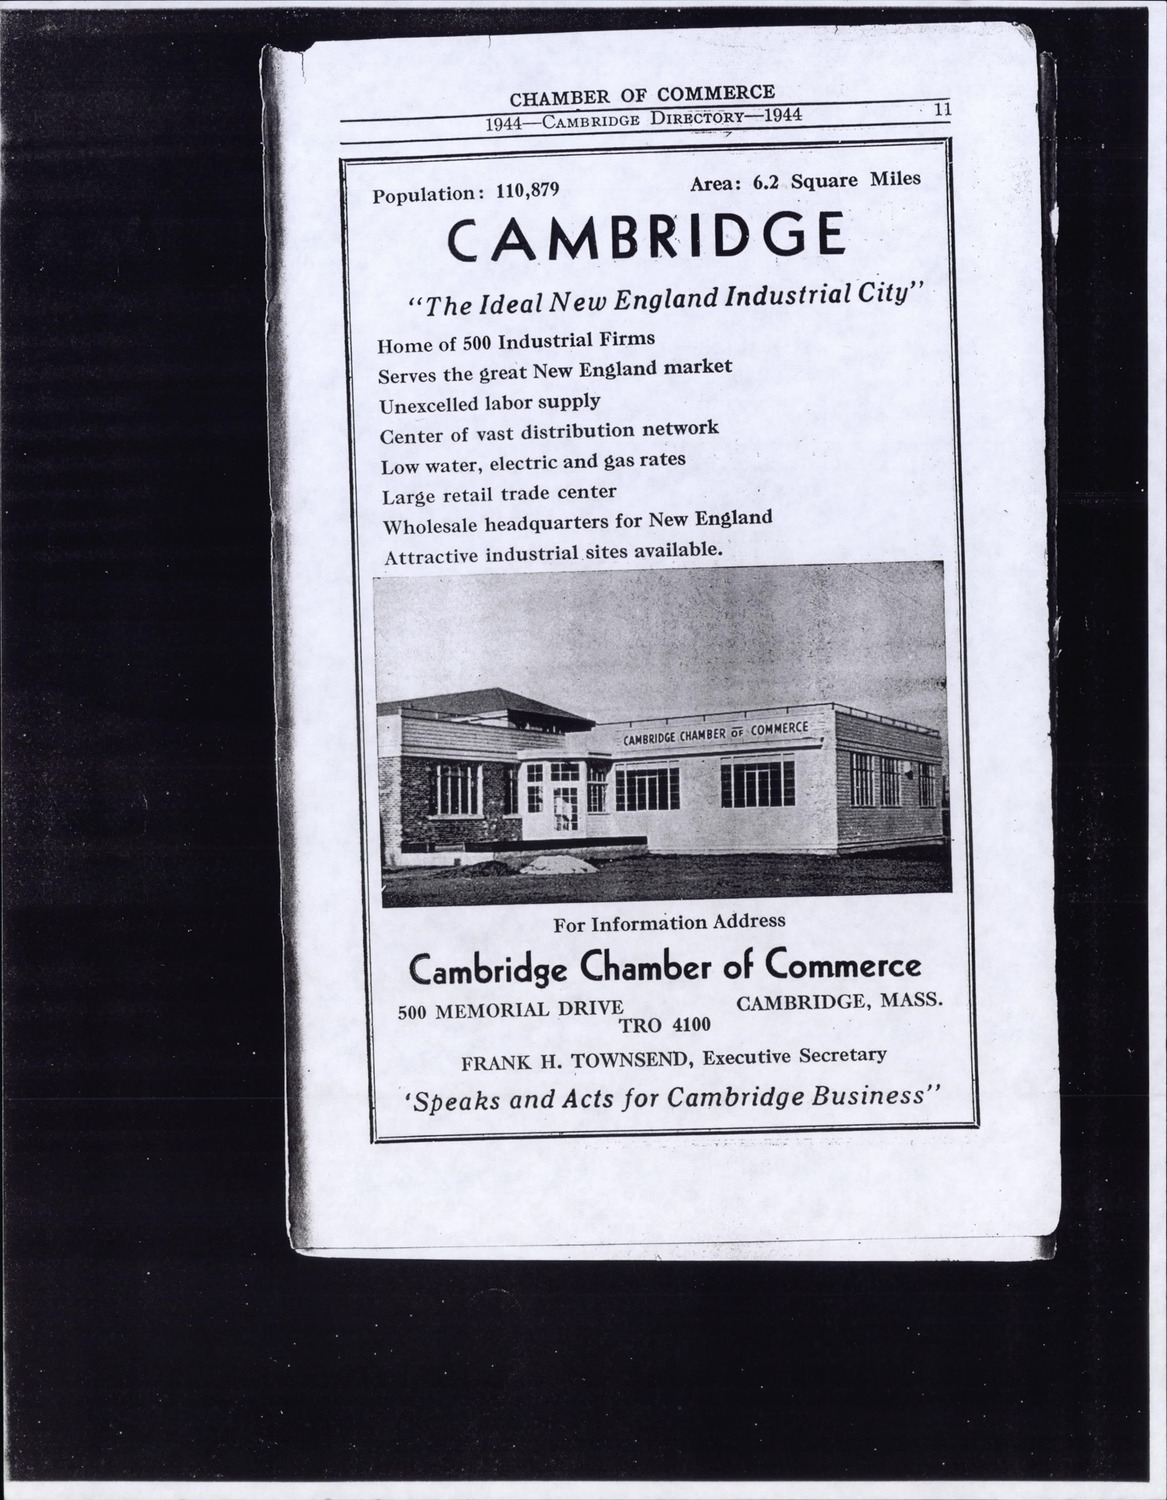 CHAMBER OF COMMERCE
1944—CAMBRIDGE DIRECTORY—1944 11
Population: 110,879 Area: 6.2 Square Miles
CAMBRIDGE
“The Ideal New England Industrial City”
Home of 500 Industrial Firms
Serves the great New England market
Unexcelled labor supply
Center of vast distribution network
Low water, electric and gas rates
Large retail trade center
Wholesale headquarters for New England
Attractive industrial sites available.
CAMBRIDGE CHAMBER OF COMMERCE
For Information Address
Cambridge Chamber of Commerce
500 MEMORIAL DRIVE CAMBRIDGE, MASS.
TRO 4100
FRANK H. TOWNSEND, Executive Secretary
‘Speaks and Acts for Cambridge Business”